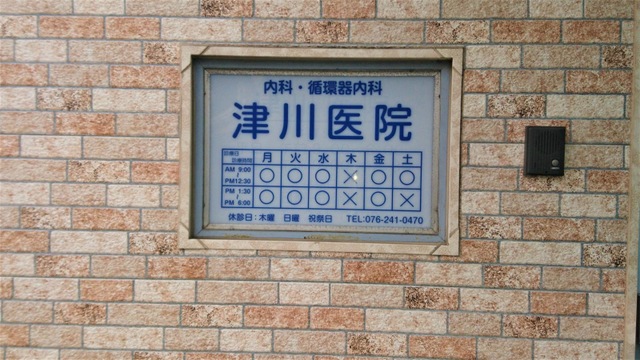 内科・循環器内科
津川医院
診療日 診療時間 月 火 水 木 金 土
AM 9:00 PM12:30 ○ ○ ○ × ○ ○
PM 1:30 PM 6:00 ○ ○ ○ × ○ ×
休診日：木曜 日曜 祝祭日 TEL:076-241-0470